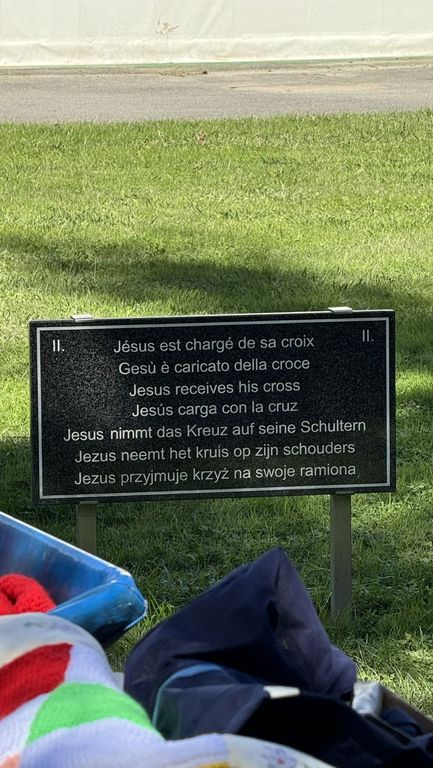 II. Jésus est chargé de sa croix II.
Gesù è caricato della croce
Jesus receives his cross
Jesús carga con la cruz
Jesus nimmt das Kreuz auf seine Schultern
Jezus neemt het kruis op zijn schouders
Jezus przyjmuje krzyż na swoje ramiona